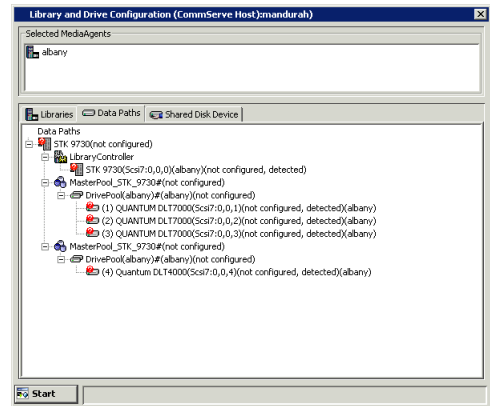 Library and Drive Configuration (CommServe Host):mandurah)
Selected MediaAgents
albany
Libraries Data Paths Shared Disk Device
Data Paths
STK 9730(not configured)
LibraryController
STK 9730(Scsi7:0,0,0)(albany)(not configured, detected)
MasterPool_STK_9730#(not configured)
DrivePool(albany)#(albany)(not configured)
(1) QUANTUM DLT7000(Scsi7:0,0,1)(not configured, detected)(albany)
(2) QUANTUM DLT7000(Scsi7:0,0,2)(not configured, detected)(albany)
(3) QUANTUM DLT7000(Scsi7:0,0,3)(not configured, detected)(albany)
MasterPool_STK_9730#(not configured)
DrivePool(albany)#(albany)(not configured)
(4) Quantum DLT4000(Scsi7:0,0,4)(not configured, detected)(albany)
Start